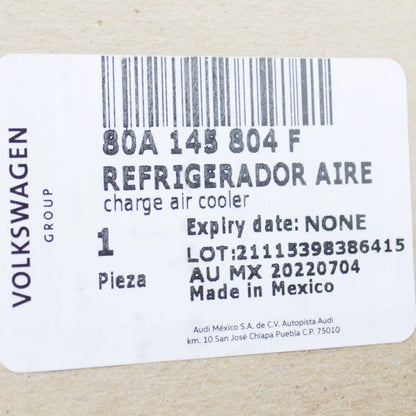 VOLKSWAGEN
GROUP
80A 145 804 F
REFRIGERADOR AIRE
charge air cooler
1
Pieza
Expiry date: NONE
LOT:21115398386415
AU MX 20220704
Made in Mexico
Audi México S.A. de C.V. Autopista Audi
km. 10 San José Chiapa Puebla C.P. 75010